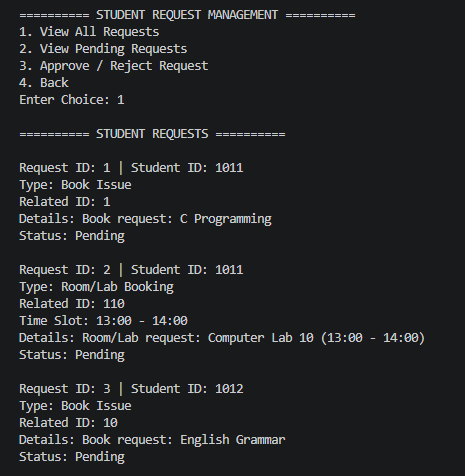 ========== STUDENT REQUEST MANAGEMENT ==========
1. View All Requests
2. View Pending Requests
3. Approve / Reject Request
4. Back
Enter Choice: 1
========== STUDENT REQUESTS ==========
Request ID: 1 | Student ID: 1011
Type: Book Issue
Related ID: 1
Details: Book request: C Programming
Status: Pending
Request ID: 2 | Student ID: 1011
Type: Room/Lab Booking
Related ID: 110
Time Slot: 13:00 - 14:00
Details: Room/Lab request: Computer Lab 10 (13:00 - 14:00)
Status: Pending
Request ID: 3 | Student ID: 1012
Type: Book Issue
Related ID: 10
Details: Book request: English Grammar
Status: Pending